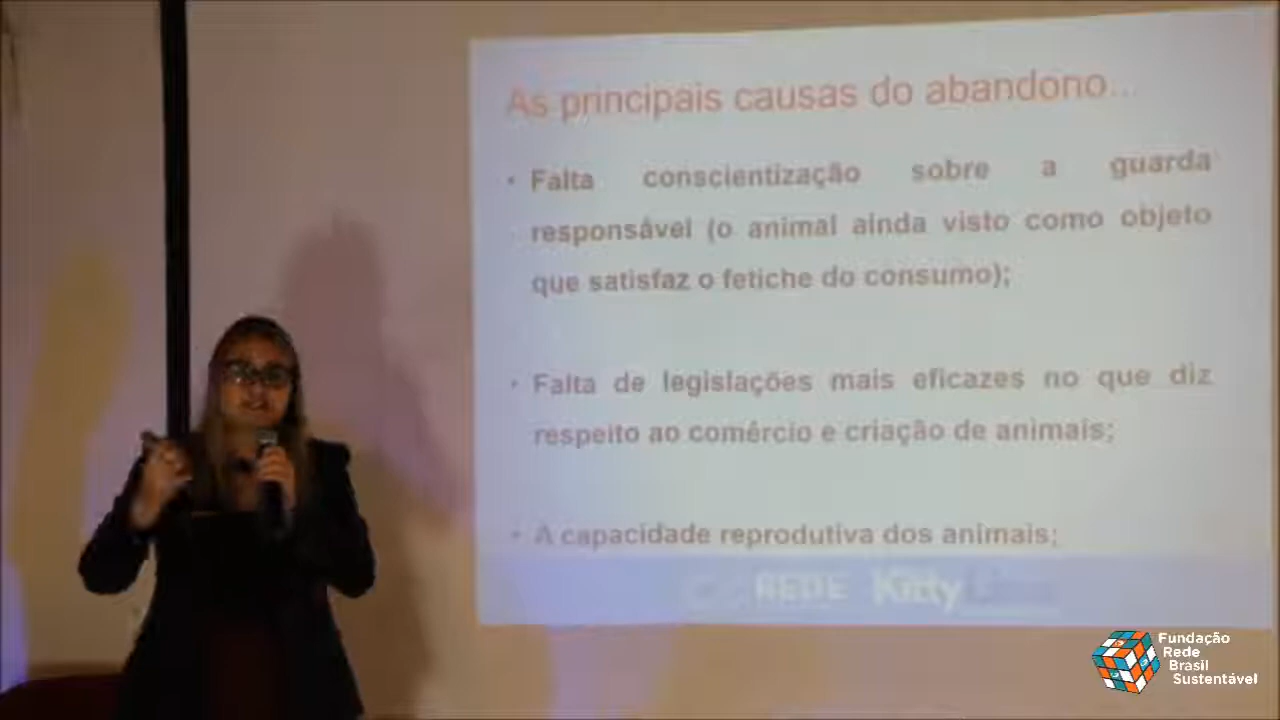 As principais causas do abandono...
• Falta conscientização sobre a guarda
responsável (o animal ainda visto como objeto
que satisfaz o fetiche do consumo);
• Falta de legislações mais eficazes no que diz
respeito ao comércio e criação de animais;
• A capacidade reprodutiva dos animais;
REDE Kitty
Fundação
Rede
Brasil
Sustentável